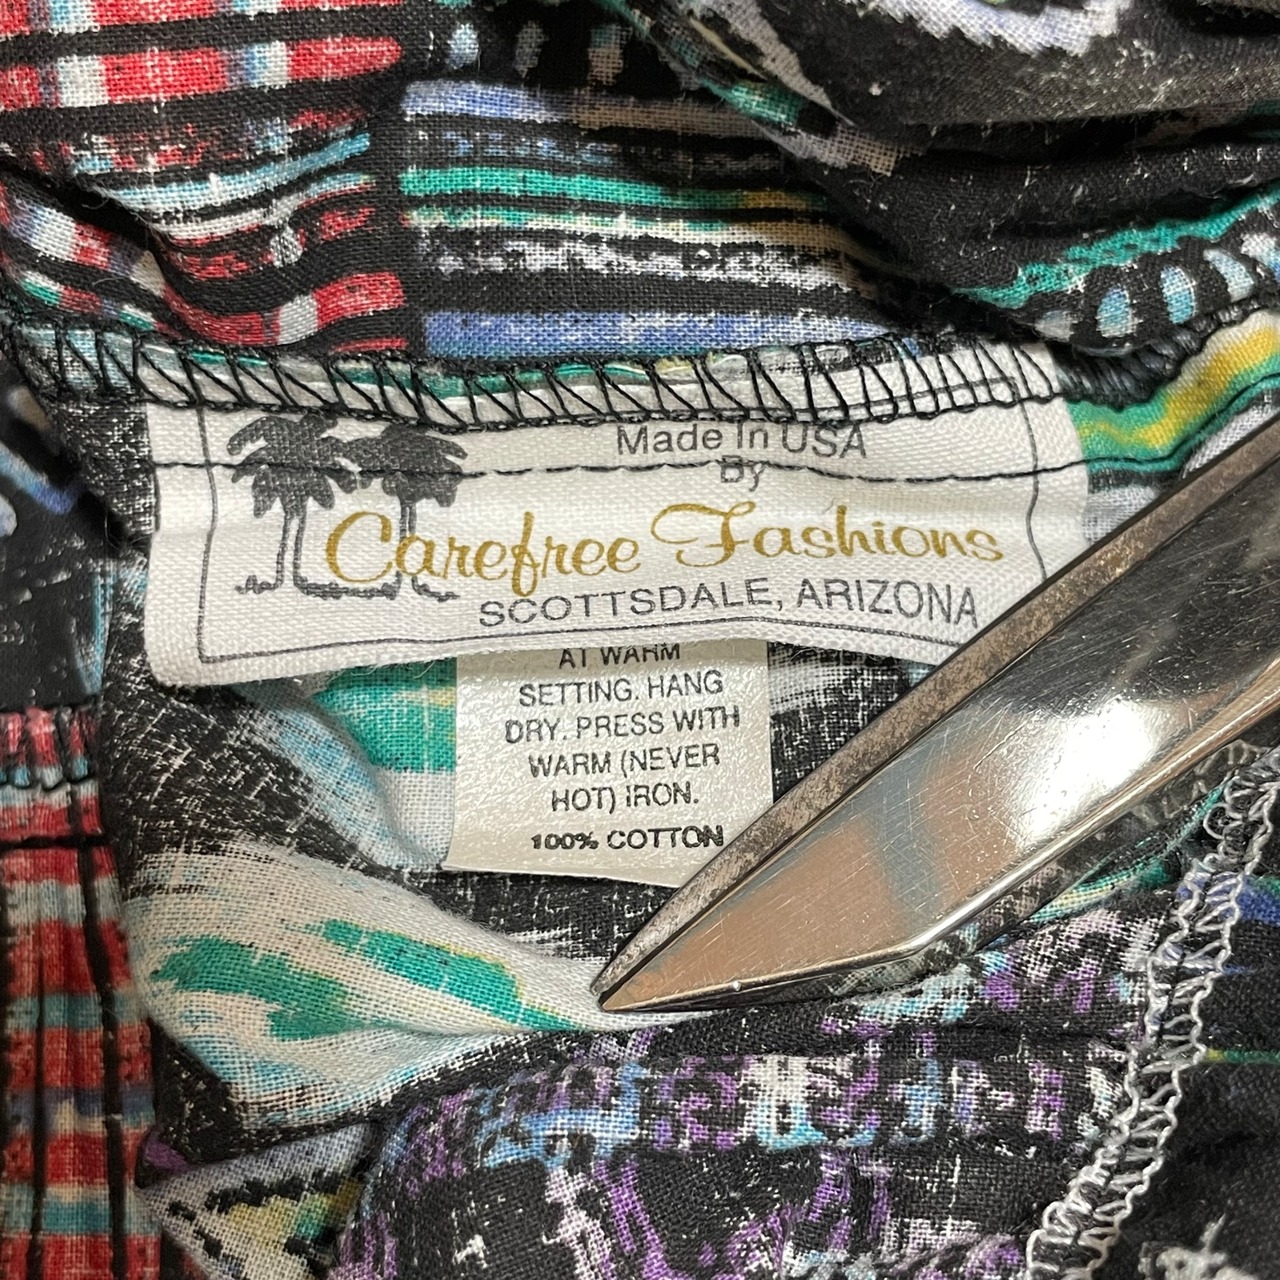 Made In USA
By
Carefree Fashions
SCOTTSDALE, ARIZONA
AT WARM
SETTING. HANG
DRY. PRESS WITH
WARM (NEVER
HOT) IRON.
100% COTTON